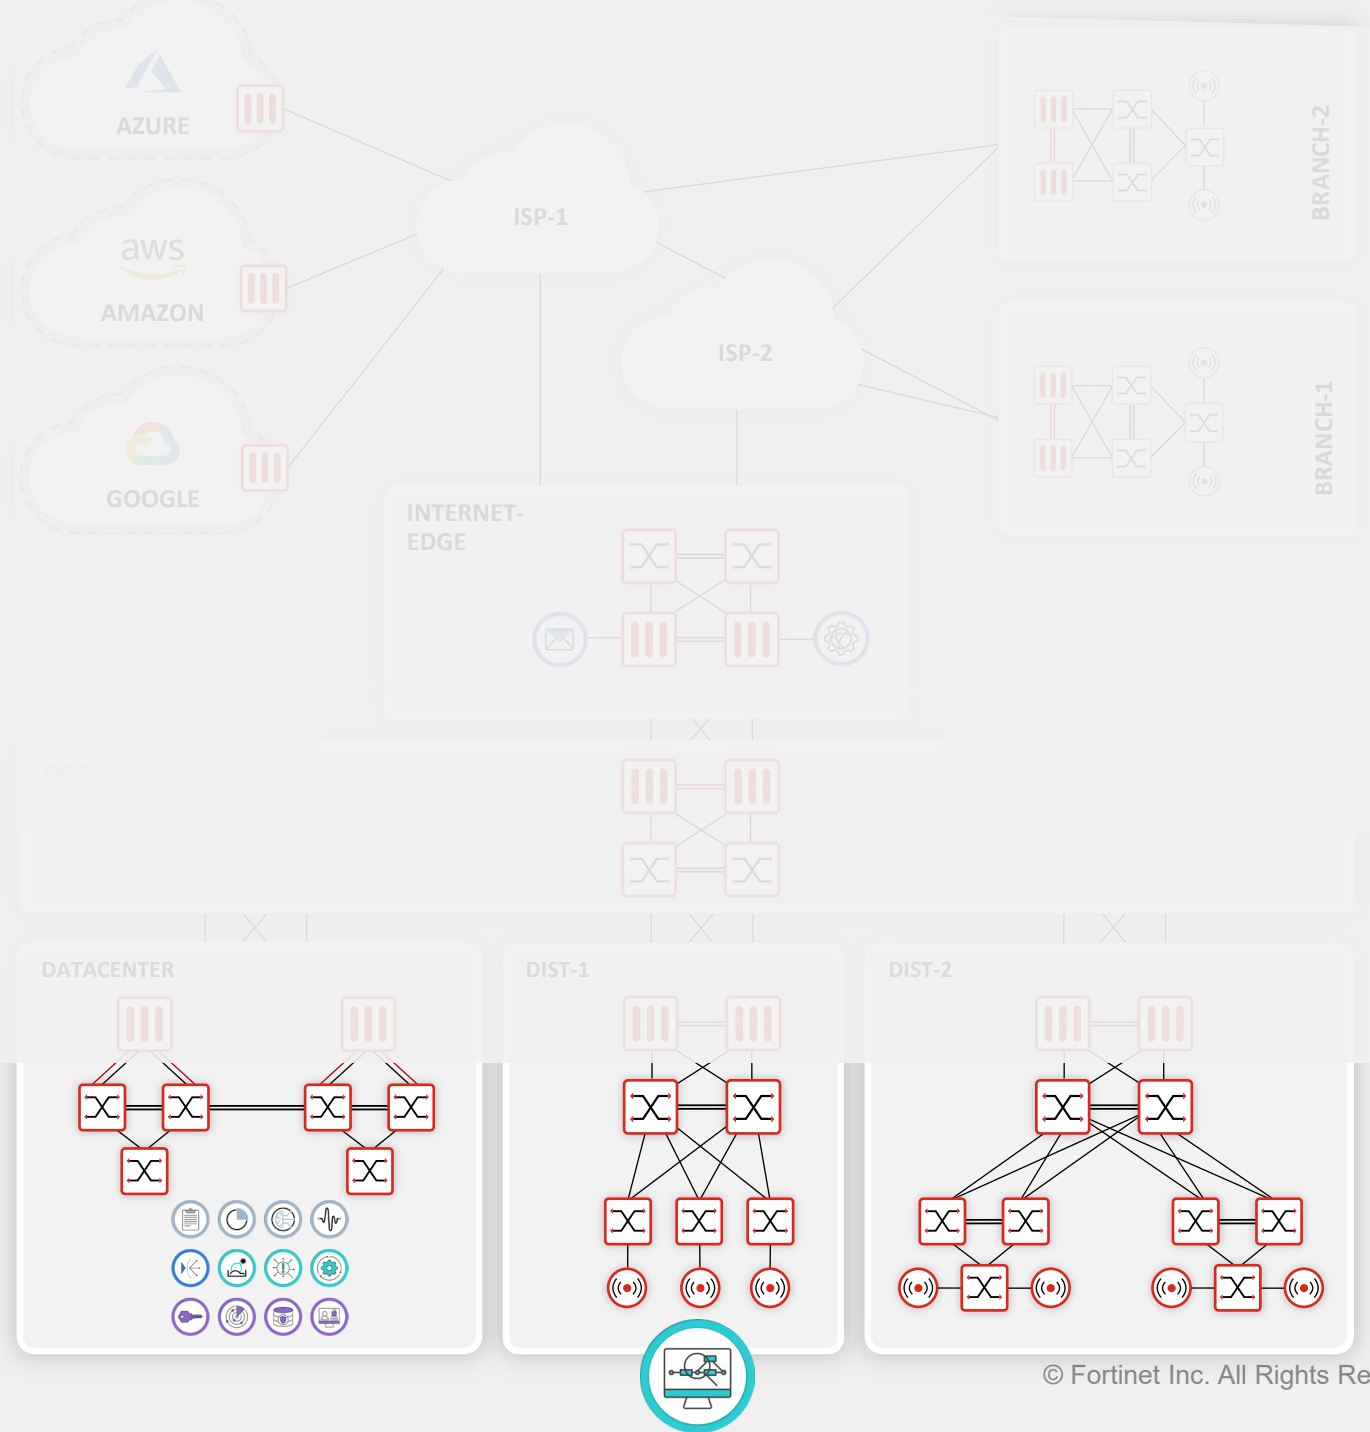 AZURE
aws
AMAZON
GOOGLE
ISP-1
ISP-2
BRANCH-2
BRANCH-1
INTERNET-
EDGE
CORE
DATACENTER
DIST-1
DIST-2
© Fortinet Inc. All Rights Re